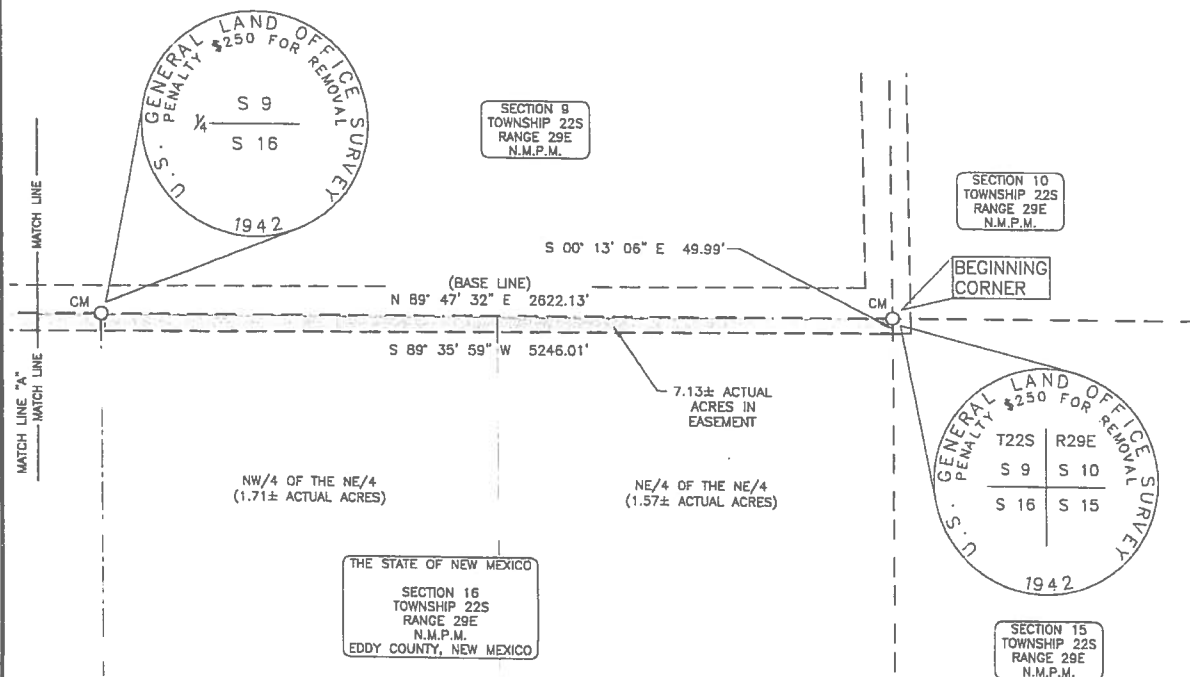 U.S. GENERAL LAND OFFICE SURVEY
PENALTY $250 FOR REMOVAL
1/4
S 9
S 16
1942
SECTION 9
TOWNSHIP 22S
RANGE 29E
N.M.P.M.
SECTION 10
TOWNSHIP 22S
RANGE 29E
N.M.P.M.
MATCH LINE
MATCH LINE
MATCH LINE "A"
S 00° 13' 06" E 49.99'
BEGINNING
CORNER
CM
(BASE LINE)
N 89° 47' 32" E 2622.13'
CM
S 89° 35' 59" W 5246.01'
7.13± ACTUAL
ACRES IN
EASEMENT
U.S. GENERAL LAND OFFICE SURVEY
PENALTY $250 FOR REMOVAL
T22S R29E
S 9 S 10
S 16 S 15
1942
NW/4 OF THE NE/4
(1.71± ACTUAL ACRES)
NE/4 OF THE NE/4
(1.57± ACTUAL ACRES)
THE STATE OF NEW MEXICO
SECTION 16
TOWNSHIP 22S
RANGE 29E
N.M.P.M.
EDDY COUNTY, NEW MEXICO
SECTION 15
TOWNSHIP 22S
RANGE 29E
N.M.P.M.